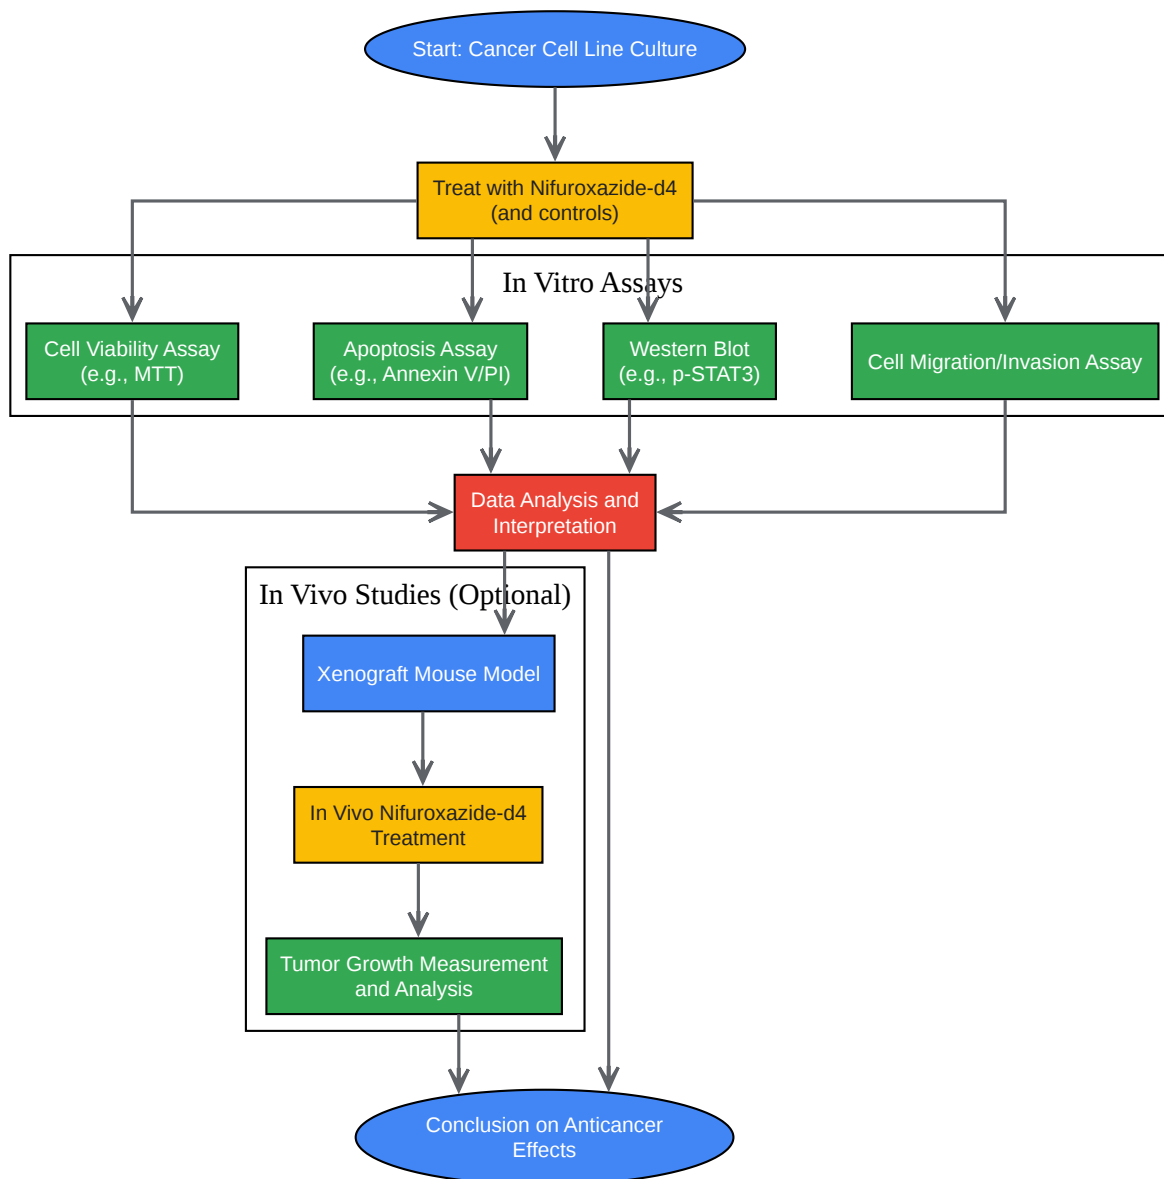 Start: Cancer Cell Line Culture
Treat with Nifuroxazide-d4
(and controls)
In Vitro Assays
Cell Viability Assay
(e.g., MTT)
Apoptosis Assay
(e.g., Annexin V/PI)
Western Blot
(e.g., p-STAT3)
Cell Migration/Invasion Assay
Data Analysis and
Interpretation
In Vivo Studies (Optional)
Xenograft Mouse Model
In Vivo Nifuroxazide-d4
Treatment
Tumor Growth Measurement
and Analysis
Conclusion on Anticancer
Effects